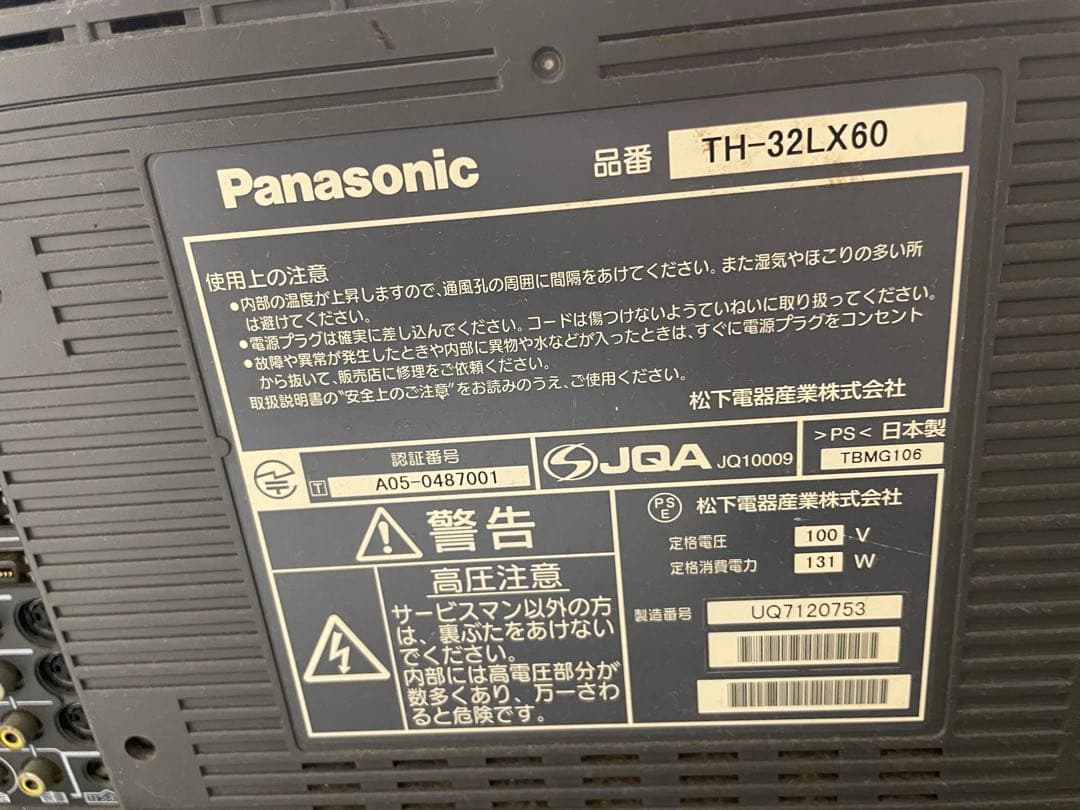 Panasonic
品番 TH-32LX60
使用上の注意
●内部の温度が上昇しますので、通風孔の周囲に間隔をあけてください。また湿気やほこりの多い所
は避けてください。
●電源プラグは確実に差し込んでください。コードは傷つけないようていねいに取り扱ってください。
●故障や異常が発生したときや内部に異物や水などが入ったときは、すぐに電源プラグをコンセント
から抜いて、販売店に修理をご依頼ください。
取扱説明書の"安全上のご注意"をお読みのうえ、ご使用ください。
松下電器産業株式会社
認証番号
T A05-0487001
JQA JQ10009
>PS< 日本製
TBMG106
警告
高圧注意
サービスマン以外の方
は、裏ぶたをあけない
でください。
内部には高電圧部分が
数多くあり、万一さわ
ると危険です。
PSE 松下電器産業株式会社
定格電圧 100 V
定格消費電力 131 W
製造番号 UQ7120753